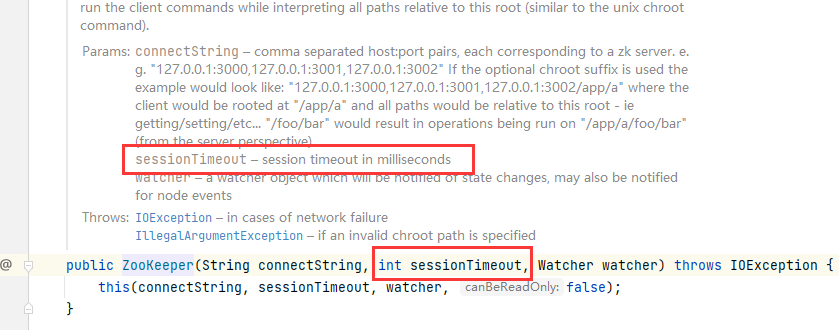 run the client commands while interpreting all paths relative to this root (similar to the unix chroot
command).
Params: connectString – comma separated host:port pairs, each corresponding to a zk server. e.
g. "127.0.0.1:3000,127.0.0.1:3001,127.0.0.1:3002" If the optional chroot suffix is used the
example would look like: "127.0.0.1:3000,127.0.0.1:3001,127.0.0.1:3002/app/a" where the
client would be rooted at "/app/a" and all paths would be relative to this root - ie
getting/setting/etc... "/foo/bar" would result in operations being run on "/app/a/foo/bar"
(from the server perspective)
sessionTimeout – session timeout in milliseconds
watcher – a watcher object which will be notified of state changes, may also be notified
for node events
Throws: IOException – in cases of network failure
IllegalArgumentException – if an invalid chroot path is specified
@ public ZooKeeper(String connectString, int sessionTimeout, Watcher watcher) throws IOException {
this(connectString, sessionTimeout, watcher, canBeReadOnly: false);
}